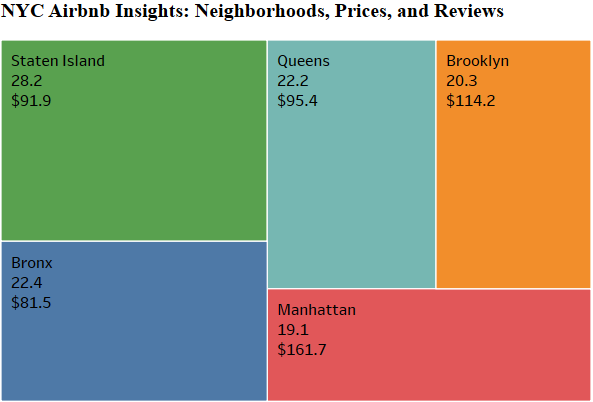 NYC Airbnb Insights: Neighborhoods, Prices, and Reviews
Staten Island
28.2
$91.9
Queens
22.2
$95.4
Brooklyn
20.3
$114.2
Bronx
22.4
$81.5
Manhattan
19.1
$161.7